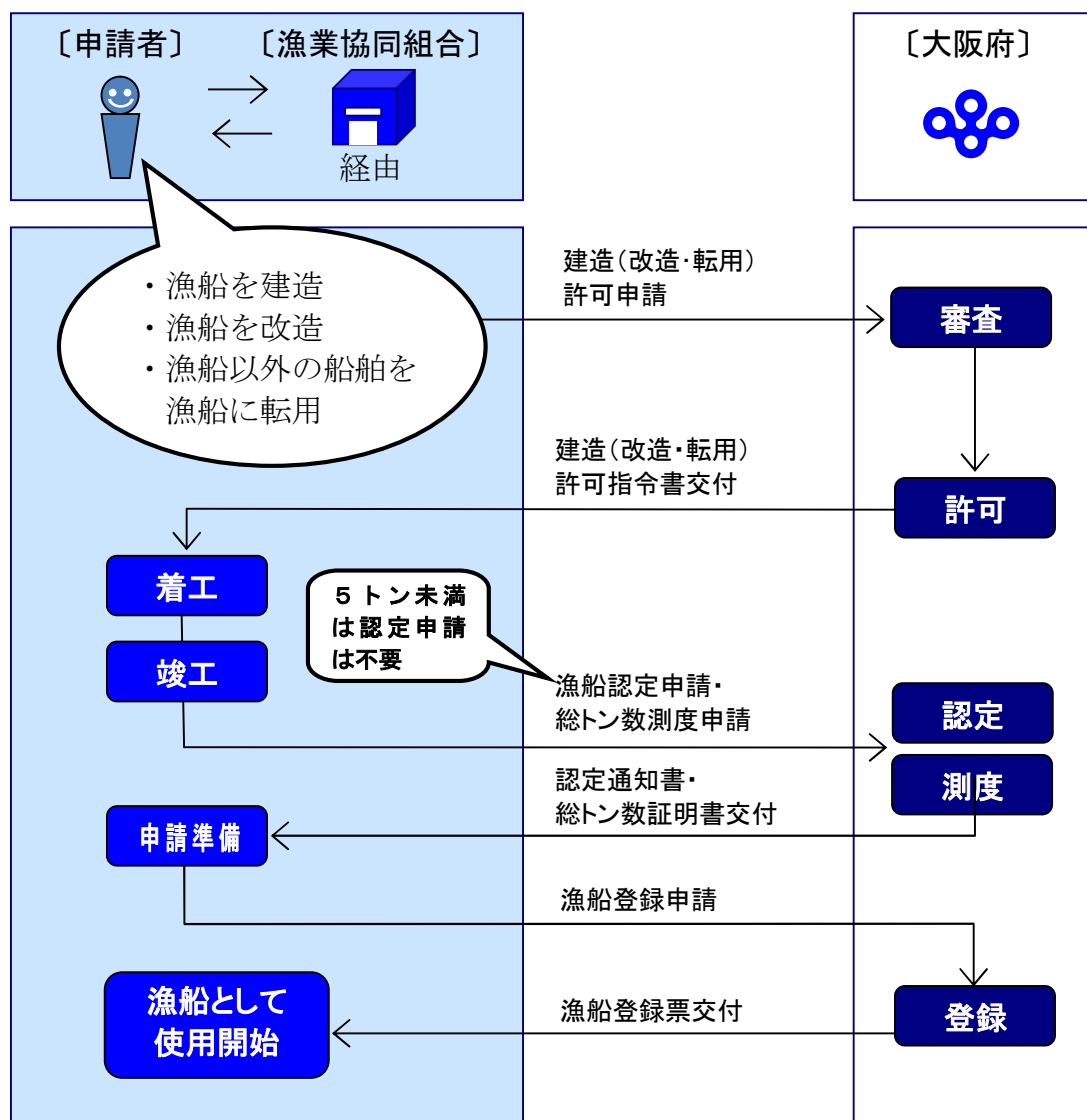 〔申請者〕
〔漁業協同組合〕
〔大阪府〕
経由
・漁船を建造
・漁船を改造
・漁船以外の船舶を
漁船に転用
建造(改造・転用)
許可申請
審査
建造(改造・転用)
許可指令書交付
許可
着工
竣工
５トン未満
は認定申請
は不要
漁船認定申請・
総トン数測度申請
認定
測度
認定通知書・
総トン数証明書交付
申請準備
漁船登録申請
漁船登録票交付
登録
漁船として
使用開始